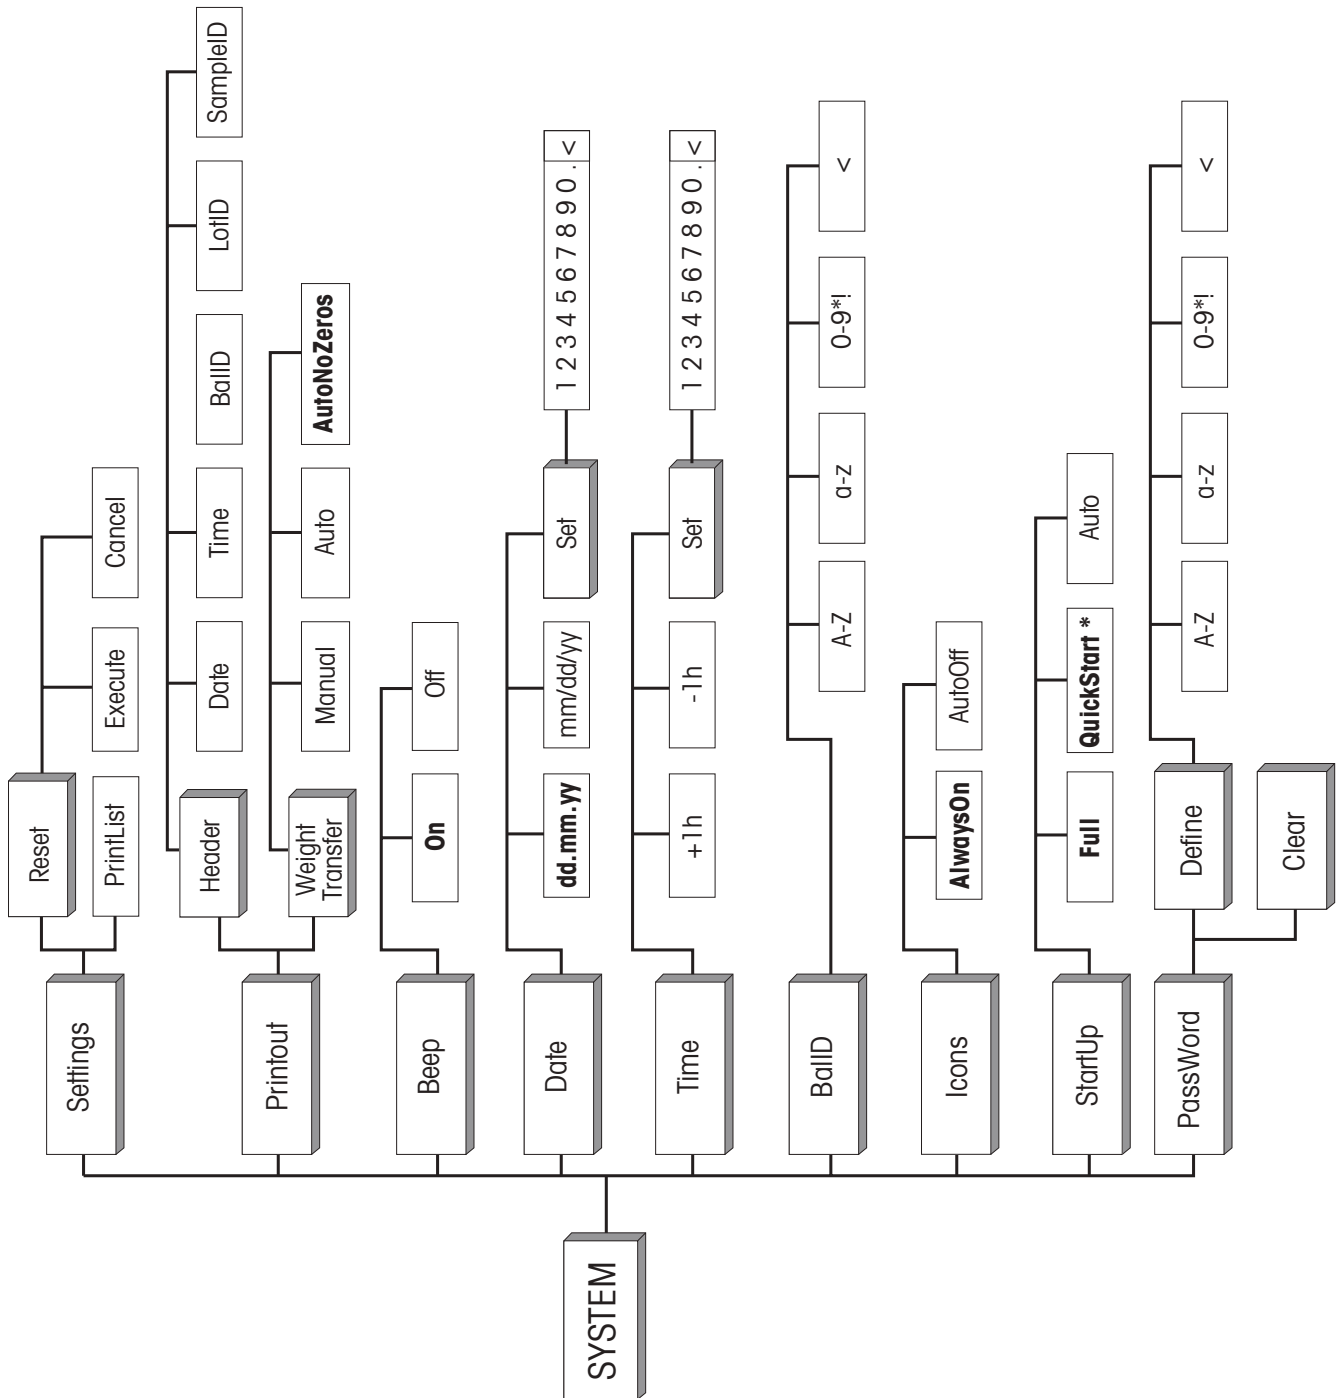 SYSTEM
Settings
Reset
Execute
Cancel
PrintList
Printout
Header
Date
Time
BalID
LotID
SampleID
Weight
Transfer
Manual
Auto
AutoNoZeros
Beep
On
Off
Date
dd.mm.yy
mm/dd/yy
Set
1 2 3 4 5 6 7 8 9 0 . <
Time
+1h
-1h
Set
1 2 3 4 5 6 7 8 9 0 . <
BalID
A-Z
a-z
0-9*!
<
Icons
AlwaysOn
AutoOff
StartUp
Full
QuickStart *
Auto
PassWord
Define
A-Z
a-z
0-9*!
<
Clear